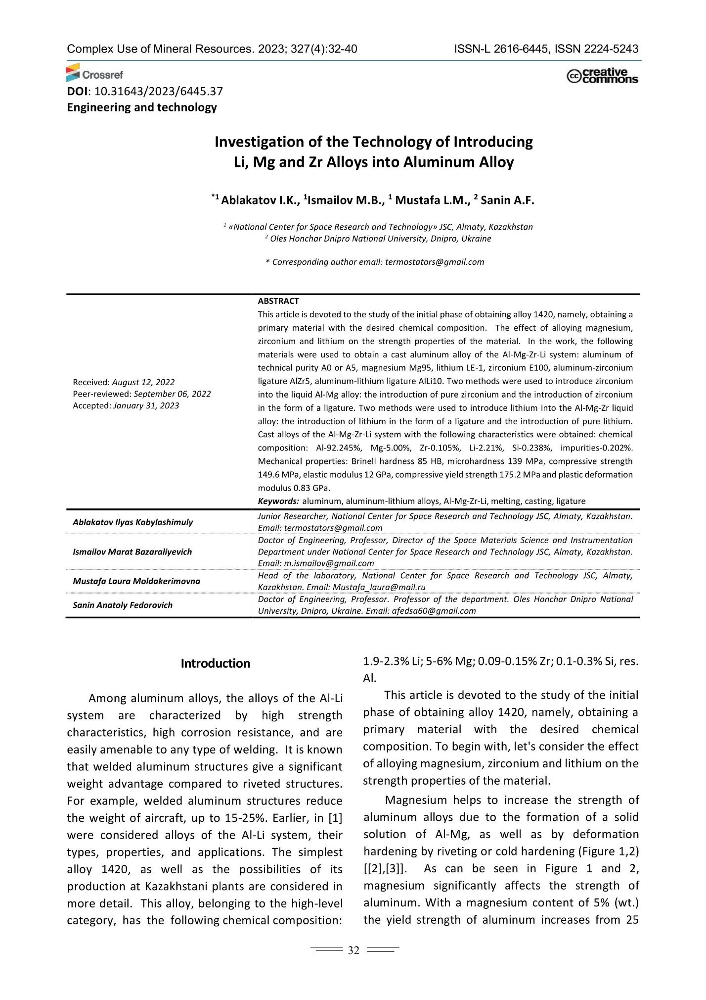 Complex Use of Mineral Resources. 2023; 327(4):32-40 ISSN-L 2616-6445, ISSN 2224-5243
Crossref
creative
commons
cc
DOI: 10.31643/2023/6445.37
Engineering and technology
Investigation of the Technology of Introducing
Li, Mg and Zr Alloys into Aluminum Alloy
*1 Ablakatov I.K., 1Ismailov M.B., 1 Mustafa L.M., 2 Sanin A.F.
1 «National Center for Space Research and Technology» JSC, Almaty, Kazakhstan
2 Oles Honchar Dnipro National University, Dnipro, Ukraine
* Corresponding author email: termostators@gmail.com
Received: August 12, 2022
Peer-reviewed: September 06, 2022
Accepted: January 31, 2023
ABSTRACT
This article is devoted to the study of the initial phase of obtaining alloy 1420, namely, obtaining a
primary material with the desired chemical composition. The effect of alloying magnesium,
zirconium and lithium on the strength properties of the material. In the work, the following
materials were used to obtain a cast aluminum alloy of the Al-Mg-Zr-Li system: aluminum of
technical purity A0 or A5, magnesium Mg95, lithium LE-1, zirconium E100, aluminum-zirconium
ligature AlZr5, aluminum-lithium ligature AlLi10. Two methods were used to introduce zirconium
into the liquid Al-Mg alloy: the introduction of pure zirconium and the introduction of zirconium
in the form of a ligature. Two methods were used to introduce lithium into the Al-Mg-Zr liquid
alloy: the introduction of lithium in the form of a ligature and the introduction of pure lithium.
Cast alloys of the Al-Mg-Zr-Li system with the following characteristics were obtained: chemical
composition: Al-92.245%, Mg-5.00%, Zr-0.105%, Li-2.21%, Si-0.238%, impurities-0.202%.
Mechanical properties: Brinell hardness 85 HB, microhardness 139 MPa, compressive strength
149.6 MPa, elastic modulus 12 GPa, compressive yield strength 175.2 MPa and plastic deformation
modulus 0.83 GPa.
Keywords: aluminum, aluminum-lithium alloys, Al-Mg-Zr-Li, melting, casting, ligature
Ablakatov Ilyas Kabylashimuly
Junior Researcher, National Center for Space Research and Technology JSC, Almaty, Kazakhstan.
Email: termostators@gmail.com
Ismailov Marat Bazaraliyevich
Doctor of Engineering, Professor, Director of the Space Materials Science and Instrumentation
Department under National Center for Space Research and Technology JSC, Almaty, Kazakhstan.
Email: m.ismailov@gmail.com
Mustafa Laura Moldakerimovna
Head of the laboratory, National Center for Space Research and Technology JSC, Almaty,
Kazakhstan. Email: Mustafa_laura@mail.ru
Sanin Anatoly Fedorovich
Doctor of Engineering, Professor. Professor of the department. Oles Honchar Dnipro National
University, Dnipro, Ukraine. Email: afedsa60@gmail.com
Introduction
Among aluminum alloys, the alloys of the Al-Li
system are characterized by high strength
characteristics, high corrosion resistance, and are
easily amenable to any type of welding. It is known
that welded aluminum structures give a significant
weight advantage compared to riveted structures.
For example, welded aluminum structures reduce
the weight of aircraft, up to 15-25%. Earlier, in [1]
were considered alloys of the Al-Li system, their
types, properties, and applications. The simplest
alloy 1420, as well as the possibilities of its
production at Kazakhstani plants are considered in
more detail. This alloy, belonging to the high-level
category, has the following chemical composition:
1.9-2.3% Li; 5-6% Mg; 0.09-0.15% Zr; 0.1-0.3% Si, res.
Al.
This article is devoted to the study of the initial
phase of obtaining alloy 1420, namely, obtaining a
primary material with the desired chemical
composition. To begin with, let's consider the effect
of alloying magnesium, zirconium and lithium on the
strength properties of the material.
Magnesium helps to increase the strength of
aluminum alloys due to the formation of a solid
solution of Al-Mg, as well as by deformation
hardening by riveting or cold hardening (Figure 1,2)
[[2],[3]]. As can be seen in Figure 1 and 2,
magnesium significantly affects the strength of
aluminum. With a magnesium content of 5% (wt.)
the yield strength of aluminum increases from 25
32